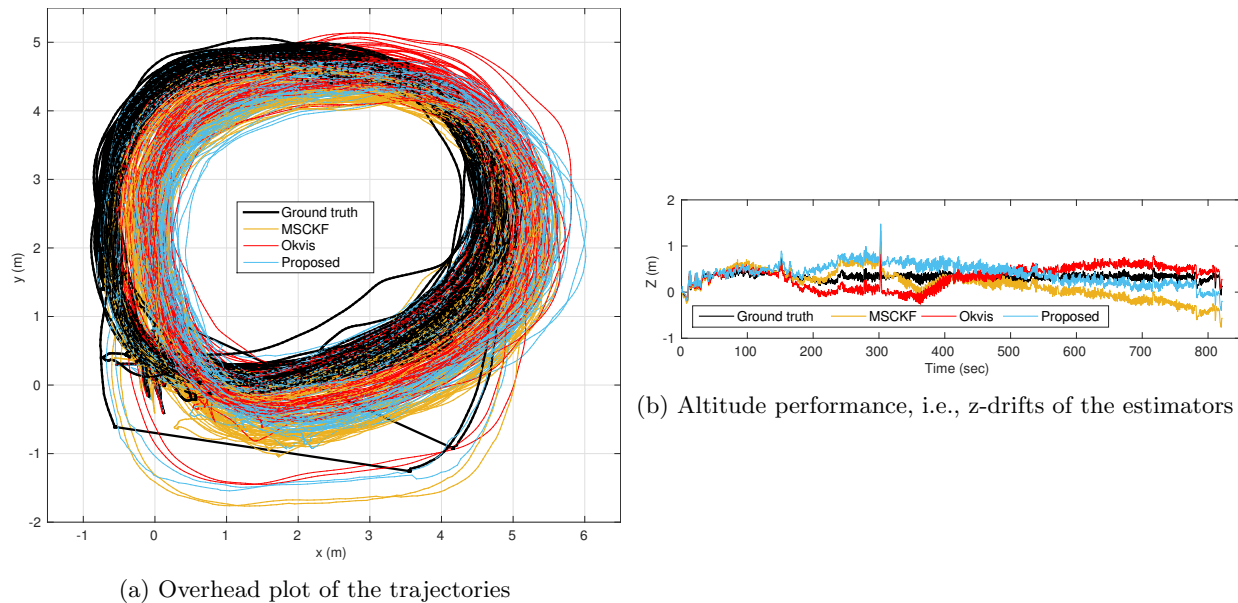 5
4
3
2
1
0
-1
-2
y (m)
Ground truth
MSCKF
Okvis
Proposed
-1 0 1 2 3 4 5 6
x (m)
(a) Overhead plot of the trajectories
2
1
0
-1
Z (m)
Ground truth MSCKF Okvis Proposed
0 100 200 300 400 500 600 700 800
Time (sec)
(b) Altitude performance, i.e., z-drifts of the estimators